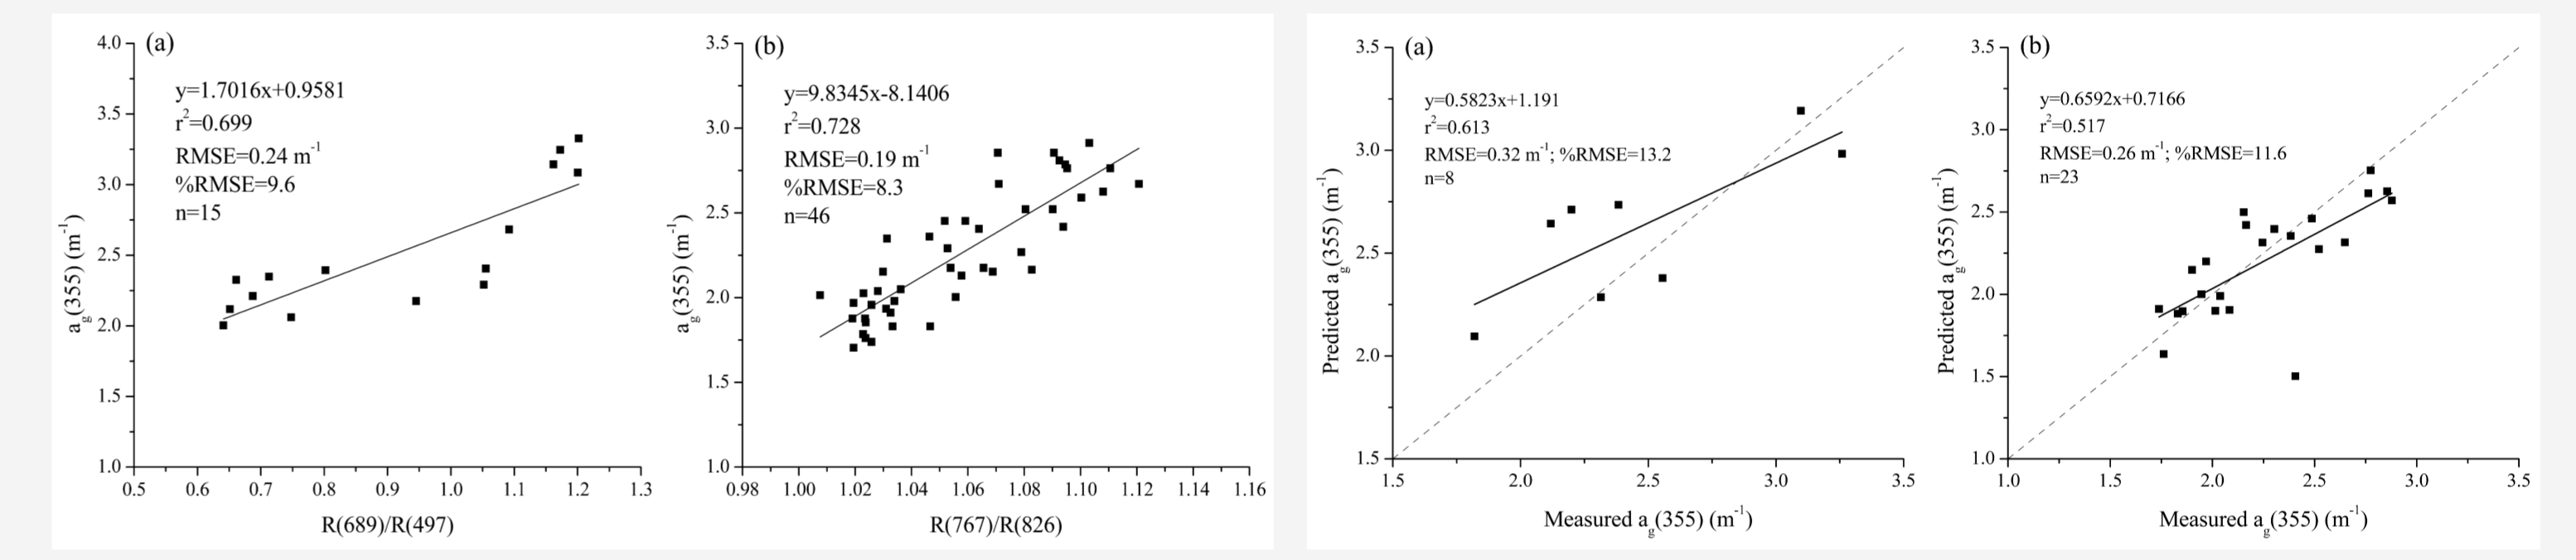 (a)
y=1.7016x+0.9581
r²=0.699
RMSE=0.24 m⁻¹
%RMSE=9.6
n=15
4.0
3.5
3.0
2.5
2.0
1.5
1.0
a_g(355) (m⁻¹)
0.5 0.6 0.7 0.8 0.9 1.0 1.1 1.2 1.3
R(689)/R(497)
(b)
y=9.8345x-8.1406
r²=0.728
RMSE=0.19 m⁻¹
%RMSE=8.3
n=46
3.5
3.0
2.5
2.0
1.5
1.0
a_g(355) (m⁻¹)
0.98 1.00 1.02 1.04 1.06 1.08 1.10 1.12 1.14 1.16
R(767)/R(826)
(a)
y=0.5823x+1.191
r²=0.613
RMSE=0.32 m⁻¹; %RMSE=13.2
n=8
3.5
3.0
2.5
2.0
1.5
Predicted a_g(355) (m⁻¹)
1.5 2.0 2.5 3.0 3.5
Measured a_g(355) (m⁻¹)
(b)
y=0.6592x+0.7166
r²=0.517
RMSE=0.26 m⁻¹; %RMSE=11.6
n=23
3.5
3.0
2.5
2.0
1.5
1.0
Predicted a_g(355) (m⁻¹)
1.0 1.5 2.0 2.5 3.0 3.5
Measured a_g(355) (m⁻¹)